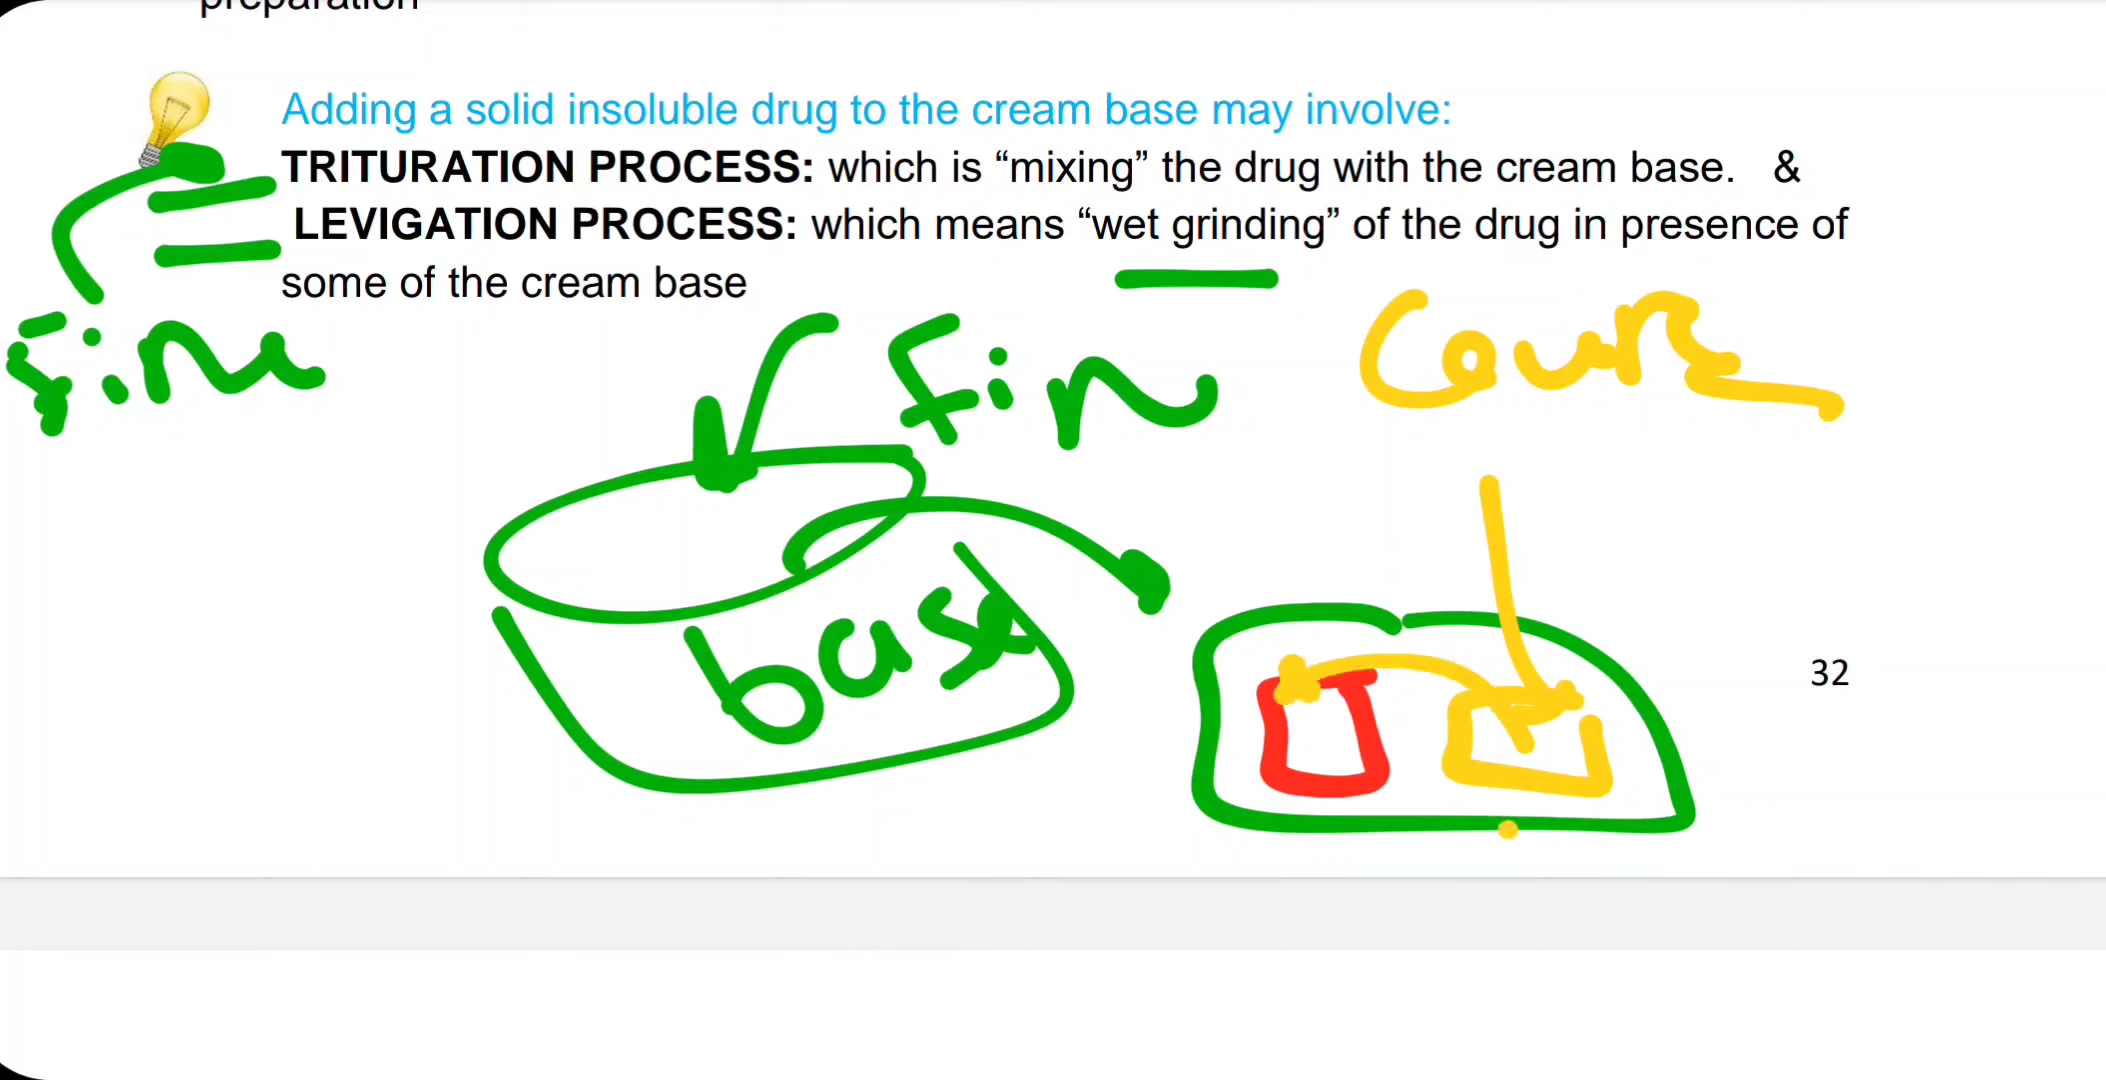 preparation
Adding a solid insoluble drug to the cream base may involve:
TRITURATION PROCESS: which is “mixing” the drug with the cream base. &
LEVIGATION PROCESS: which means “wet grinding” of the drug in presence of
some of the cream base
Fine
Fin
base
32